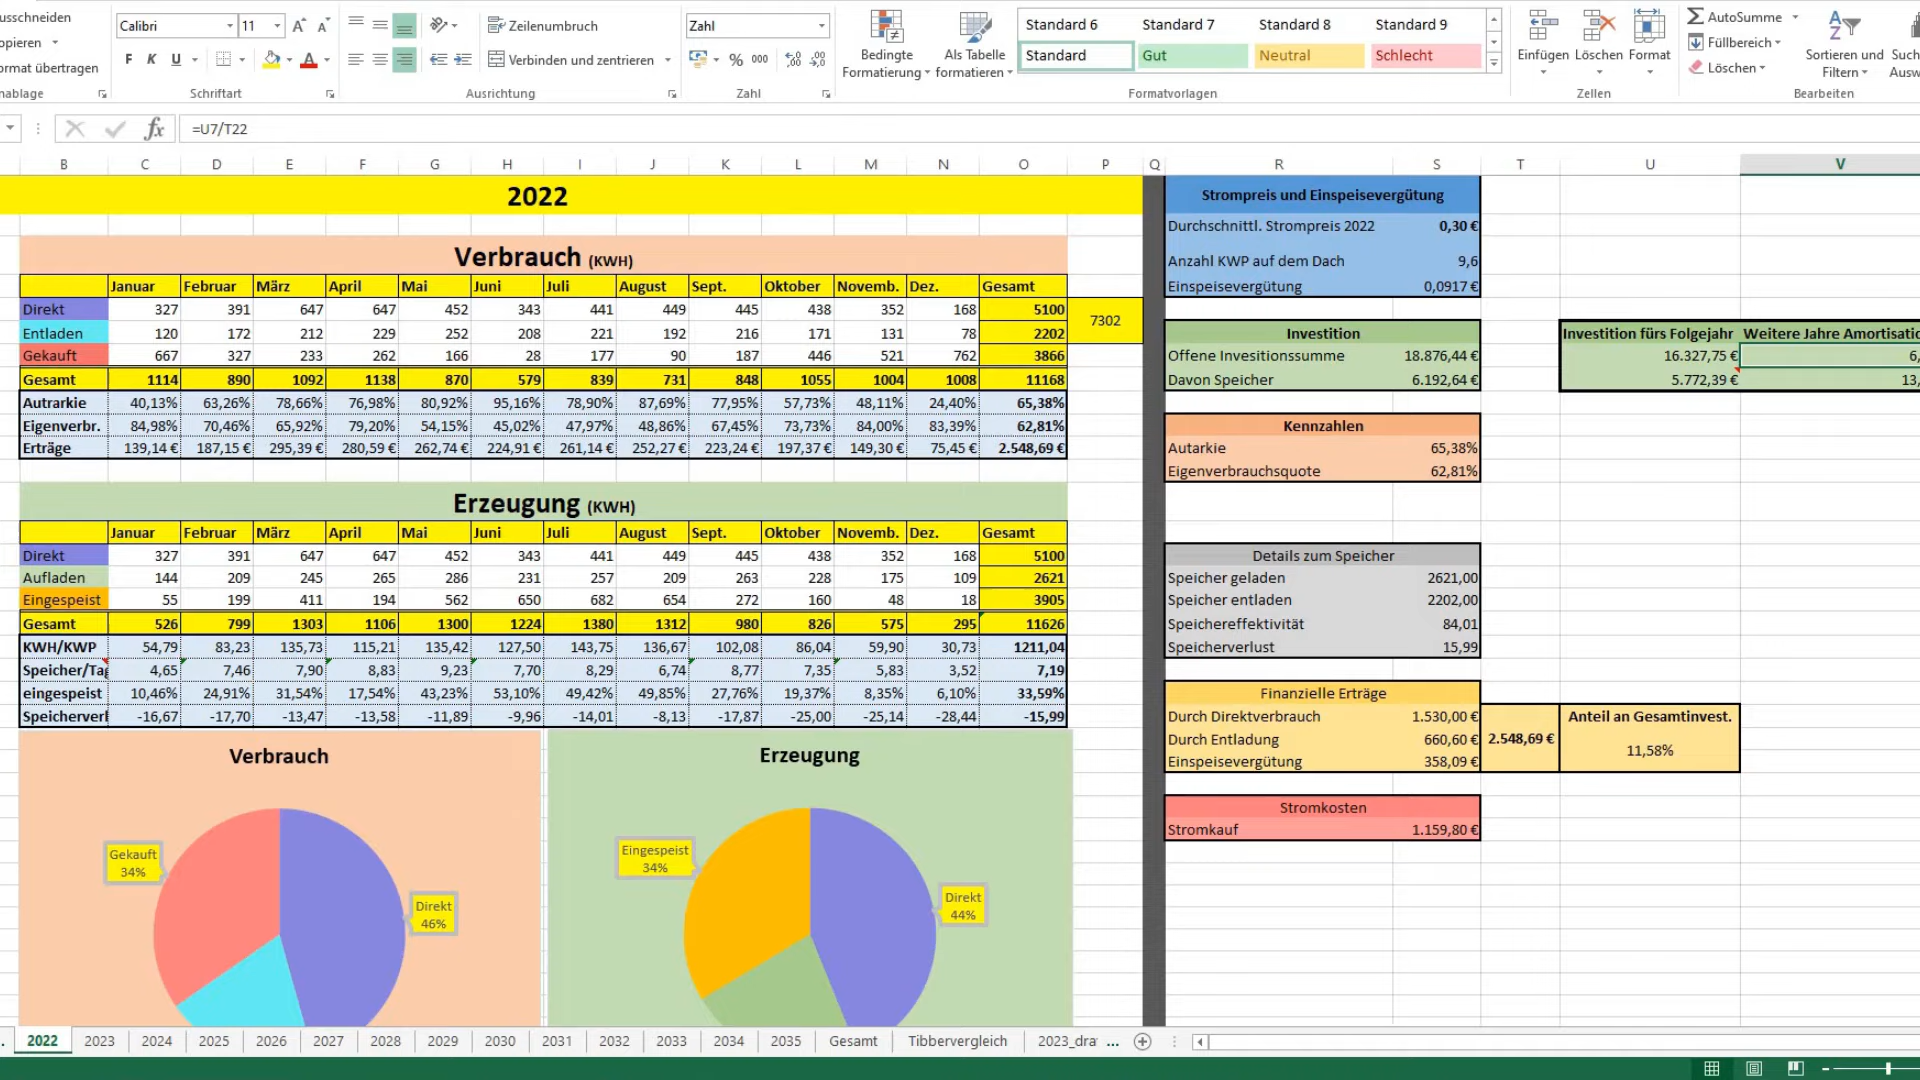 usschneiden
opieren
ormat übertragen
nablage
Calibri 11 A A
F K U A
Schriftart
Zeilenumbruch
Verbinden und zentrieren
Ausrichtung
Zahl
% 000
Zahl
Bedingte Formatierung
Als Tabelle formatieren
Standard 6 Standard 7 Standard 8 Standard 9
Standard Gut Neutral Schlecht
Formatvorlagen
Einfügen Löschen Format
Zellen
AutoSumme
Füllbereich
Löschen
Sortieren und Filtern
Such
Ausw
Bearbeiten
fx =U7/T22
B C D E F G H I J K L M N O P Q R S T U V
2022
Verbrauch (KWH)
Januar Februar März April Mai Juni Juli August Sept. Oktober Novemb. Dez. Gesamt
Direkt 327 391 647 647 452 343 441 449 445 438 352 168 5100
7302
Entladen 120 172 212 229 252 208 221 192 216 171 131 78 2202
Gekauft 667 327 233 262 166 28 177 90 187 446 521 762 3866
Gesamt 1114 890 1092 1138 870 579 839 731 848 1055 1004 1008 11168
Autrarkie 40,13% 63,26% 78,66% 76,98% 80,92% 95,16% 78,90% 87,69% 77,95% 57,73% 48,11% 24,40% 65,38%
Eigenverbr. 84,98% 70,46% 65,92% 79,20% 54,15% 45,02% 47,97% 48,86% 67,45% 73,73% 84,00% 83,39% 62,81%
Erträge 139,14 € 187,15 € 295,39 € 280,59 € 262,74 € 224,91 € 261,14 € 252,27 € 223,24 € 197,37 € 149,30 € 75,45 € 2.548,69 €
Erzeugung (KWH)
Januar Februar März April Mai Juni Juli August Sept. Oktober Novemb. Dez. Gesamt
Direkt 327 391 647 647 452 343 441 449 445 438 352 168 5100
Aufladen 144 209 245 265 286 231 257 209 263 228 175 109 2621
Eingespeist 55 199 411 194 562 650 682 654 272 160 48 18 3905
Gesamt 526 799 1303 1106 1300 1224 1380 1312 980 826 575 295 11626
KWH/KWP 54,79 83,23 135,73 115,21 135,42 127,50 143,75 136,67 102,08 86,04 59,90 30,73 1211,04
Speicher/Tag 4,65 7,46 7,90 8,83 9,23 7,70 8,29 6,74 8,77 7,35 5,83 3,52 7,19
eingespeist 10,46% 24,91% 31,54% 17,54% 43,23% 53,10% 49,42% 49,85% 27,76% 19,37% 8,35% 6,10% 33,59%
Speicherverl -16,67 -17,70 -13,47 -13,58 -11,89 -9,96 -14,01 -8,13 -17,87 -25,00 -25,14 -28,44 -15,99
Verbrauch
Gekauft
34%
Direkt
46%
Erzeugung
Eingespeist
34%
Direkt
44%
Strompreis und Einspeisevergütung
Durchschnittl. Strompreis 2022 0,30 €
Anzahl KWP auf dem Dach 9,6
Einspeisevergütung 0,0917 €
Investition
Offene Invesitionssumme 18.876,44 €
Davon Speicher 6.192,64 €
Investition fürs Folgejahr Weitere Jahre Amortisatio
16.327,75 € 6,
5.772,39 € 13,
Kennzahlen
Autarkie 65,38%
Eigenverbrauchsquote 62,81%
Details zum Speicher
Speicher geladen 2621,00
Speicher entladen 2202,00
Speichereffektivität 84,01
Speicherverlust 15,99
Finanzielle Erträge
Durch Direktverbrauch 1.530,00 €
Durch Entladung 660,60 €
Einspeisevergütung 358,09 €
2.548,69 €
Anteil an Gesamtinvest.
11,58%
Stromkosten
Stromkauf 1.159,80 €
2022 2023 2024 2025 2026 2027 2028 2029 2030 2031 2032 2033 2034 2035 Gesamt Tibbervergleich 2023_dra ...